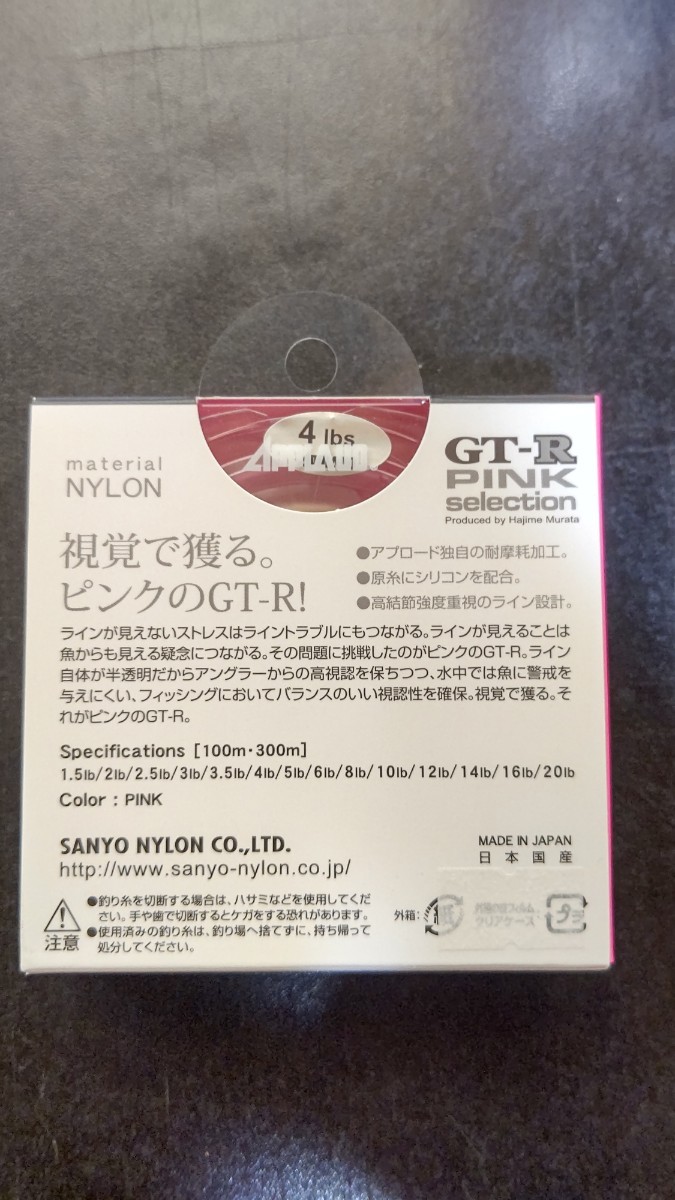 4 lbs
material
NYLON
GT-R
PINK
selection
Produced by Hajime Murata
視覚で獲る。
ピンクのGT-R!
●アプロード独自の耐摩耗加工。
●原糸にシリコンを配合。
●高結節強度重視のライン設計。
ラインが見えないストレスはライントラブルにもつながる。ラインが見えることは
魚からも見える疑念につながる。その問題に挑戦したのがピンクのGT-R。ライン
自体が半透明だからアングラーからの高視認を保ちつつ、水中では魚に警戒を
与えにくい、フィッシングにおいてバランスのいい視認性を確保。視覚で獲る。そ
れがピンクのGT-R。
Specifications [100m・300m]
1.5lb/2lb/2.5lb/3lb/3.5lb/4lb/5lb/6lb/8lb/10lb/12lb/14lb/16lb/20lb
Color : PINK
SANYO NYLON CO.,LTD.
http://www.sanyo-nylon.co.jp/
MADE IN JAPAN
日本国産
注意
●釣り糸を切断する場合は、ハサミなどを使用してくだ
さい。手や歯で切断するとケガをする恐れがあります。
●使用済みの釣り糸は、釣り場へ捨てずに、持ち帰って
処分してください。
外箱:
紙
クリアケース:
プラ